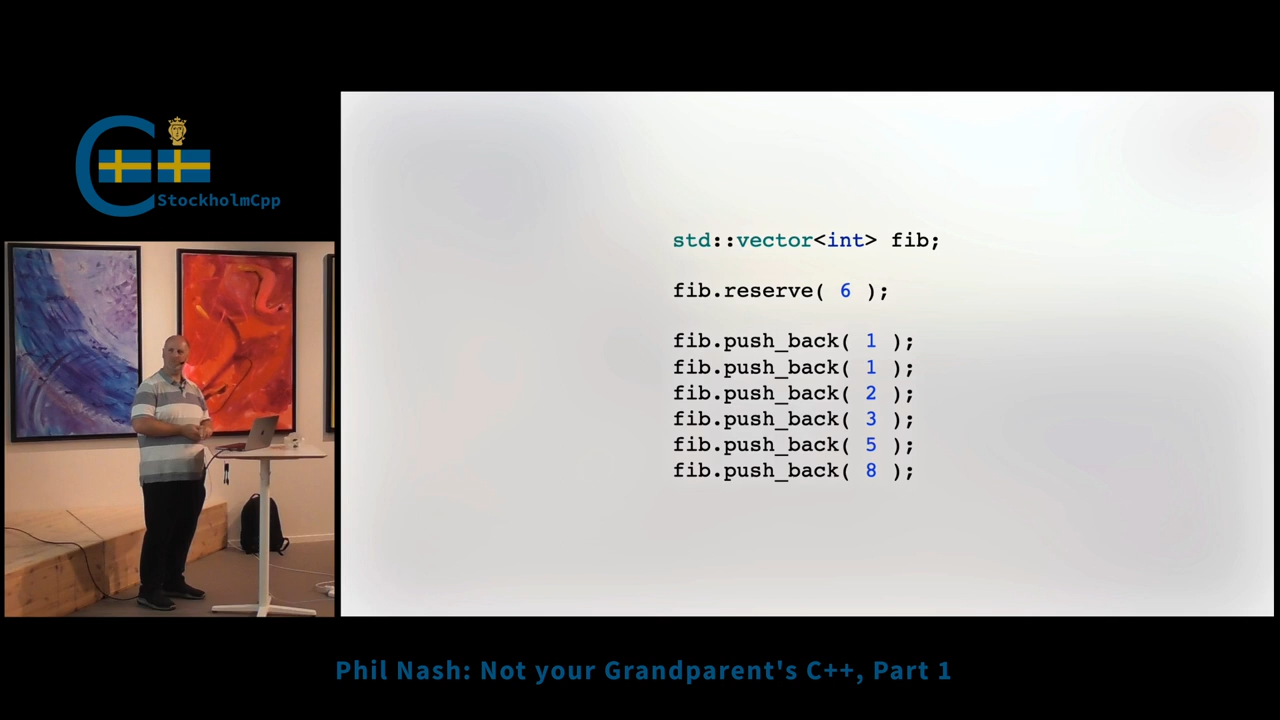 StockholmCpp
std::vector<int> fib;
fib.reserve( 6 );
fib.push_back( 1 );
fib.push_back( 1 );
fib.push_back( 2 );
fib.push_back( 3 );
fib.push_back( 5 );
fib.push_back( 8 );
Phil Nash: Not your Grandparent's C++, Part 1